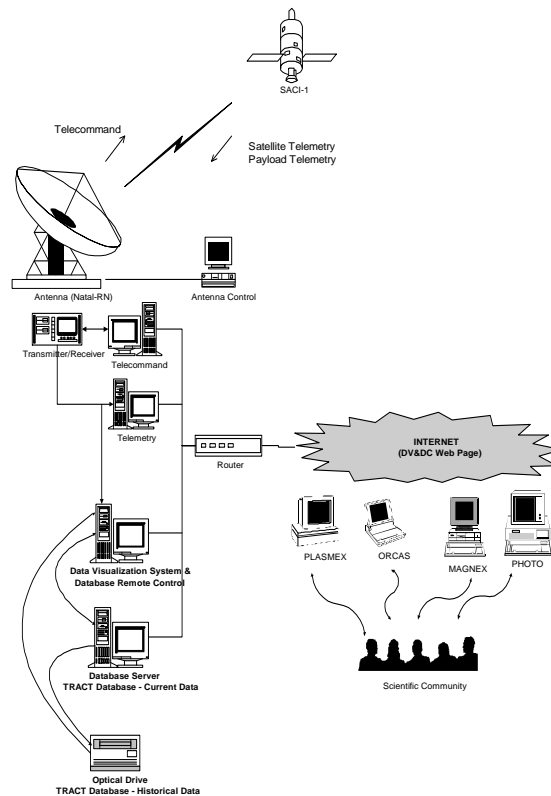 SACI-1
Telecommand
Satellite Telemetry
Payload Telemetry
Antenna (Natal-RN)
Antenna Control
Transmitter/Receiver
Telecommand
Telemetry
Router
INTERNET
(DV&DC Web Page)
PLASMEX
ORCAS
MAGNEX
PHOTO
Data Visualization System &
Database Remote Control
Scientific Community
Database Server
TRACT Database - Current Data
Optical Drive
TRACT Database - Historical Data